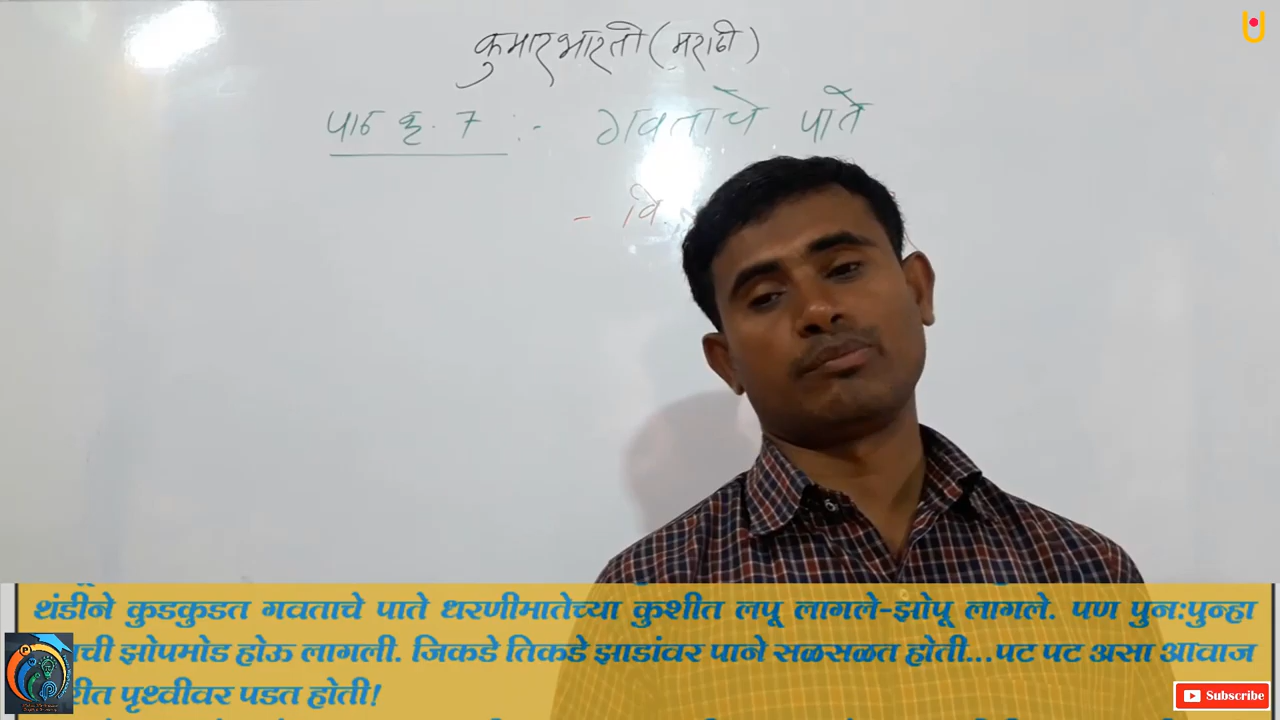 कुमारभारती (मराठी)
पाठ क्र. 7 :- गवताचे पाते
- वि.
थंडीने कुडकुडत गवताचे पाते धरणीमातेच्या कुशीत लपू लागले-झोपू लागले. पण पुनःपुन्हा
झोपमोड होऊ लागली. जिकडे तिकडे झाडांवर पाने सळसळत होती...पट पट असा आवाज
पृथ्वीवर पडत होती!
Subscribe